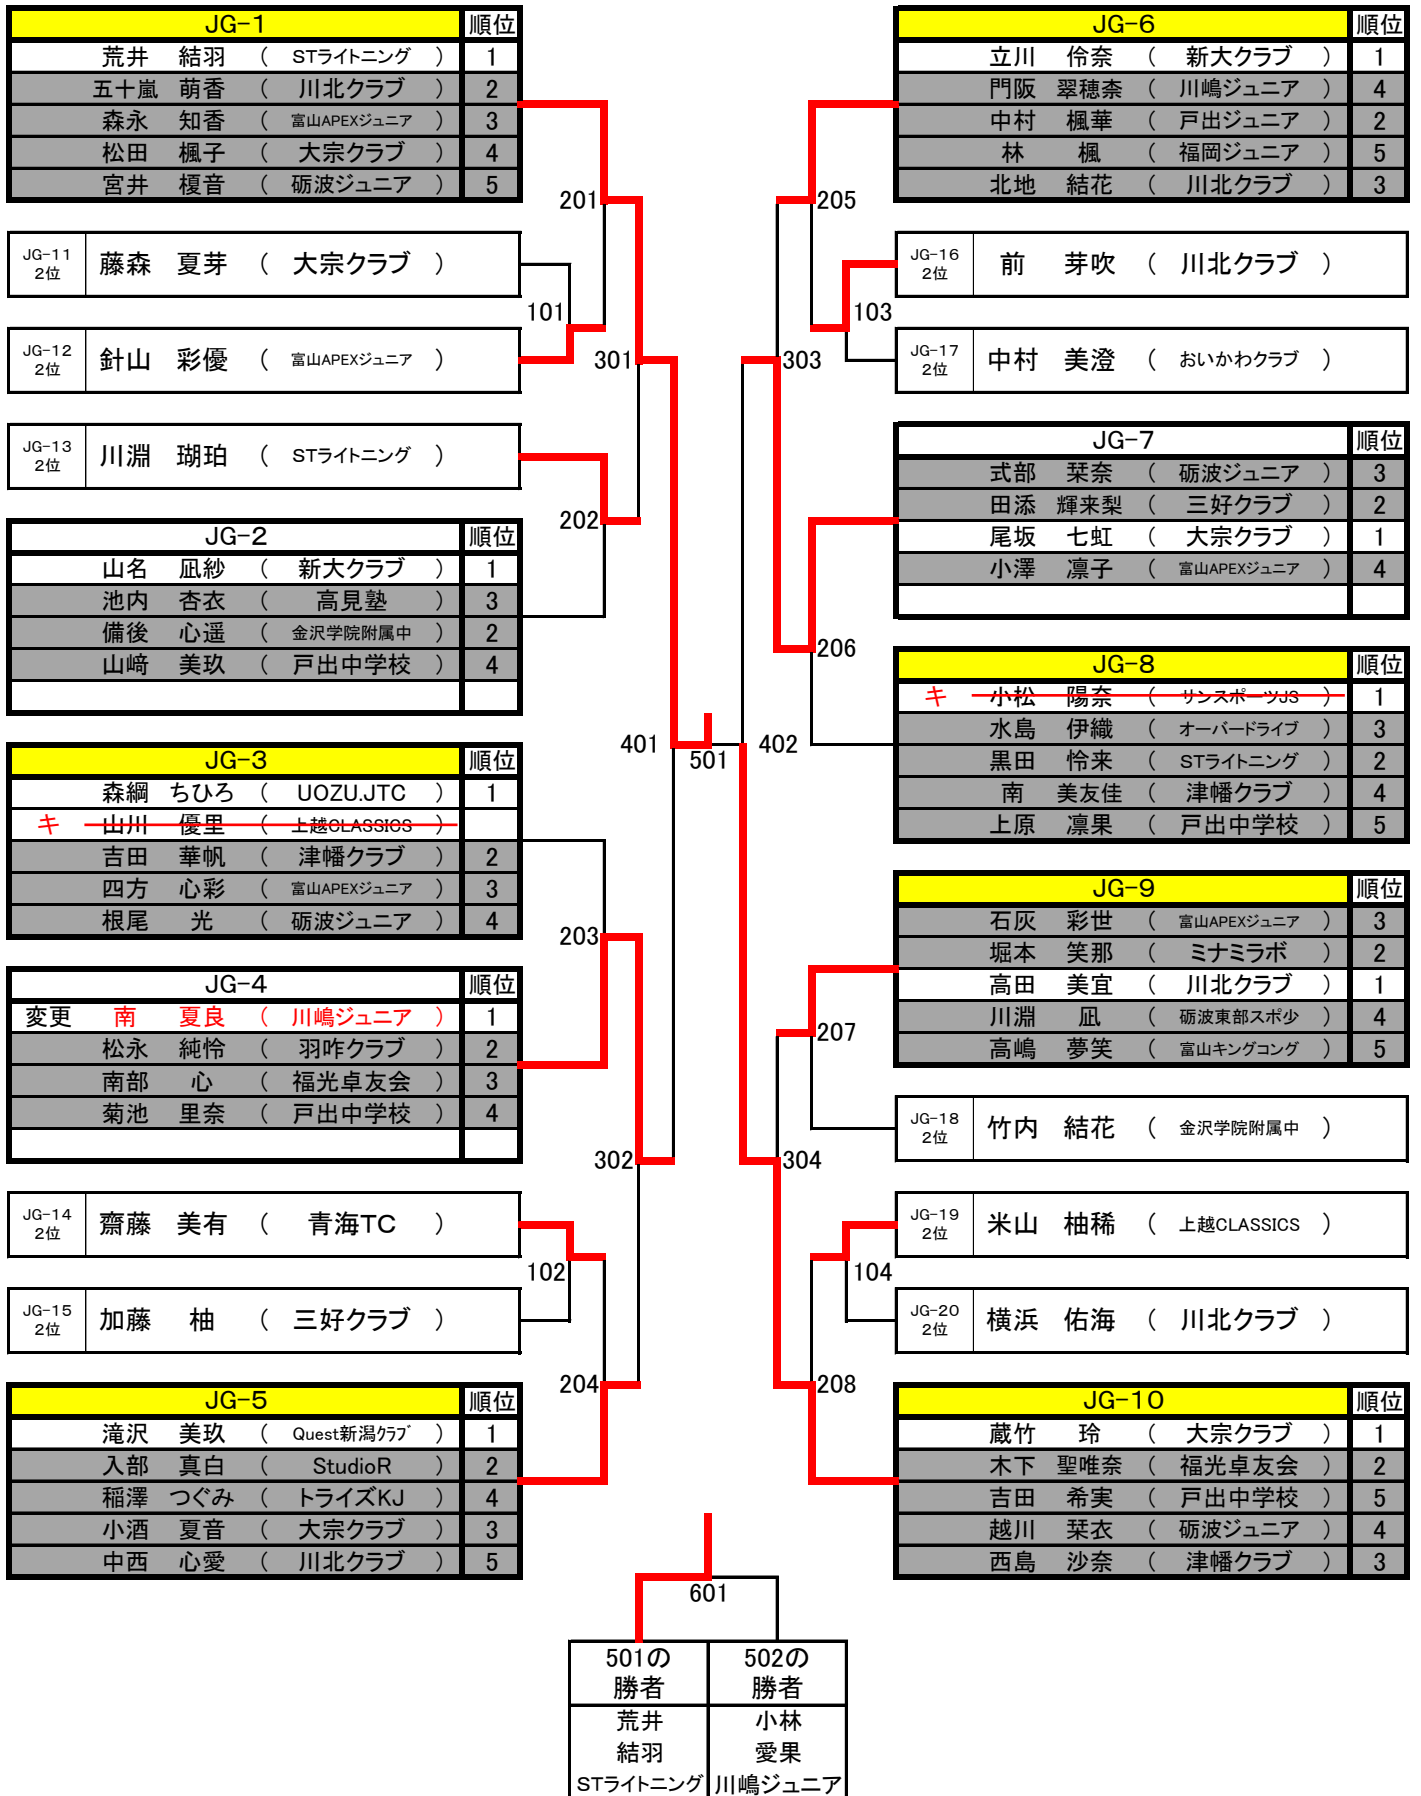 JG-1 順位
荒井 結羽 ( STライトニング ) 1
五十嵐 萌香 ( 川北クラブ ) 2
森永 知香 ( 富山APEXジュニア ) 3
松田 楓子 ( 大宗クラブ ) 4
宮井 榎音 ( 砺波ジュニア ) 5
201
JG-11 2位 藤森 夏芽 ( 大宗クラブ )
101
JG-12 2位 針山 彩優 ( 富山APEXジュニア )
301
JG-13 2位 川淵 瑚珀 ( STライトニング )
202
JG-2 順位
山名 凪紗 ( 新大クラブ ) 1
池内 杏衣 ( 高見塾 ) 3
備後 心遥 ( 金沢学院附属中 ) 2
山﨑 美玖 ( 戸出中学校 ) 4
401
501
402
JG-3 順位
森綱 ちひろ ( UOZU.JTC ) 1
キ 山川 優里 ( 上越CLASSICS )
吉田 華帆 ( 津幡クラブ ) 2
四方 心彩 ( 富山APEXジュニア ) 3
根尾 光 ( 砺波ジュニア ) 4
203
JG-4 順位
変更 南 夏良 ( 川嶋ジュニア ) 1
松永 純怜 ( 羽咋クラブ ) 2
南部 心 ( 福光卓友会 ) 3
菊池 里奈 ( 戸出中学校 ) 4
302
JG-14 2位 齋藤 美有 ( 青海TC )
102
JG-15 2位 加藤 柚 ( 三好クラブ )
204
JG-5 順位
滝沢 美玖 ( Quest新潟クラブ ) 1
入部 真白 ( StudioR ) 2
稲澤 つぐみ ( トライズKJ ) 4
小酒 夏音 ( 大宗クラブ ) 3
中西 心愛 ( 川北クラブ ) 5
JG-6 順位
立川 伶奈 ( 新大クラブ ) 1
門阪 翠穂奈 ( 川嶋ジュニア ) 4
中村 楓華 ( 戸出ジュニア ) 2
林 楓 ( 福岡ジュニア ) 5
北地 結花 ( 川北クラブ ) 3
205
JG-16 2位 前 芽吹 ( 川北クラブ )
103
JG-17 2位 中村 美澄 ( おいかわクラブ )
303
JG-7 順位
式部 栞奈 ( 砺波ジュニア ) 3
田添 輝来梨 ( 三好クラブ ) 2
尾坂 七虹 ( 大宗クラブ ) 1
小澤 凛子 ( 富山APEXジュニア ) 4
206
JG-8 順位
キ 小松 陽奈 ( サンスポーツJS ) 1
水島 伊織 ( オーバードライブ ) 3
黒田 怜来 ( STライトニング ) 2
南 美友佳 ( 津幡クラブ ) 4
上原 凛果 ( 戸出中学校 ) 5
JG-9 順位
石灰 彩世 ( 富山APEXジュニア ) 3
堀本 笑那 ( ミナミラボ ) 2
高田 美宜 ( 川北クラブ ) 1
川淵 凪 ( 砺波東部スポ少 ) 4
高嶋 夢笑 ( 富山キングコング ) 5
207
JG-18 2位 竹内 結花 ( 金沢学院附属中 )
304
JG-19 2位 米山 柚稀 ( 上越CLASSICS )
104
JG-20 2位 横浜 佑海 ( 川北クラブ )
208
JG-10 順位
蔵竹 玲 ( 大宗クラブ ) 1
木下 聖唯奈 ( 福光卓友会 ) 2
吉田 希実 ( 戸出中学校 ) 5
越川 栞衣 ( 砺波ジュニア ) 4
西島 沙奈 ( 津幡クラブ ) 3
601
501の 502の
勝者 勝者
荒井 小林
結羽 愛果
STライトニング 川嶋ジュニア